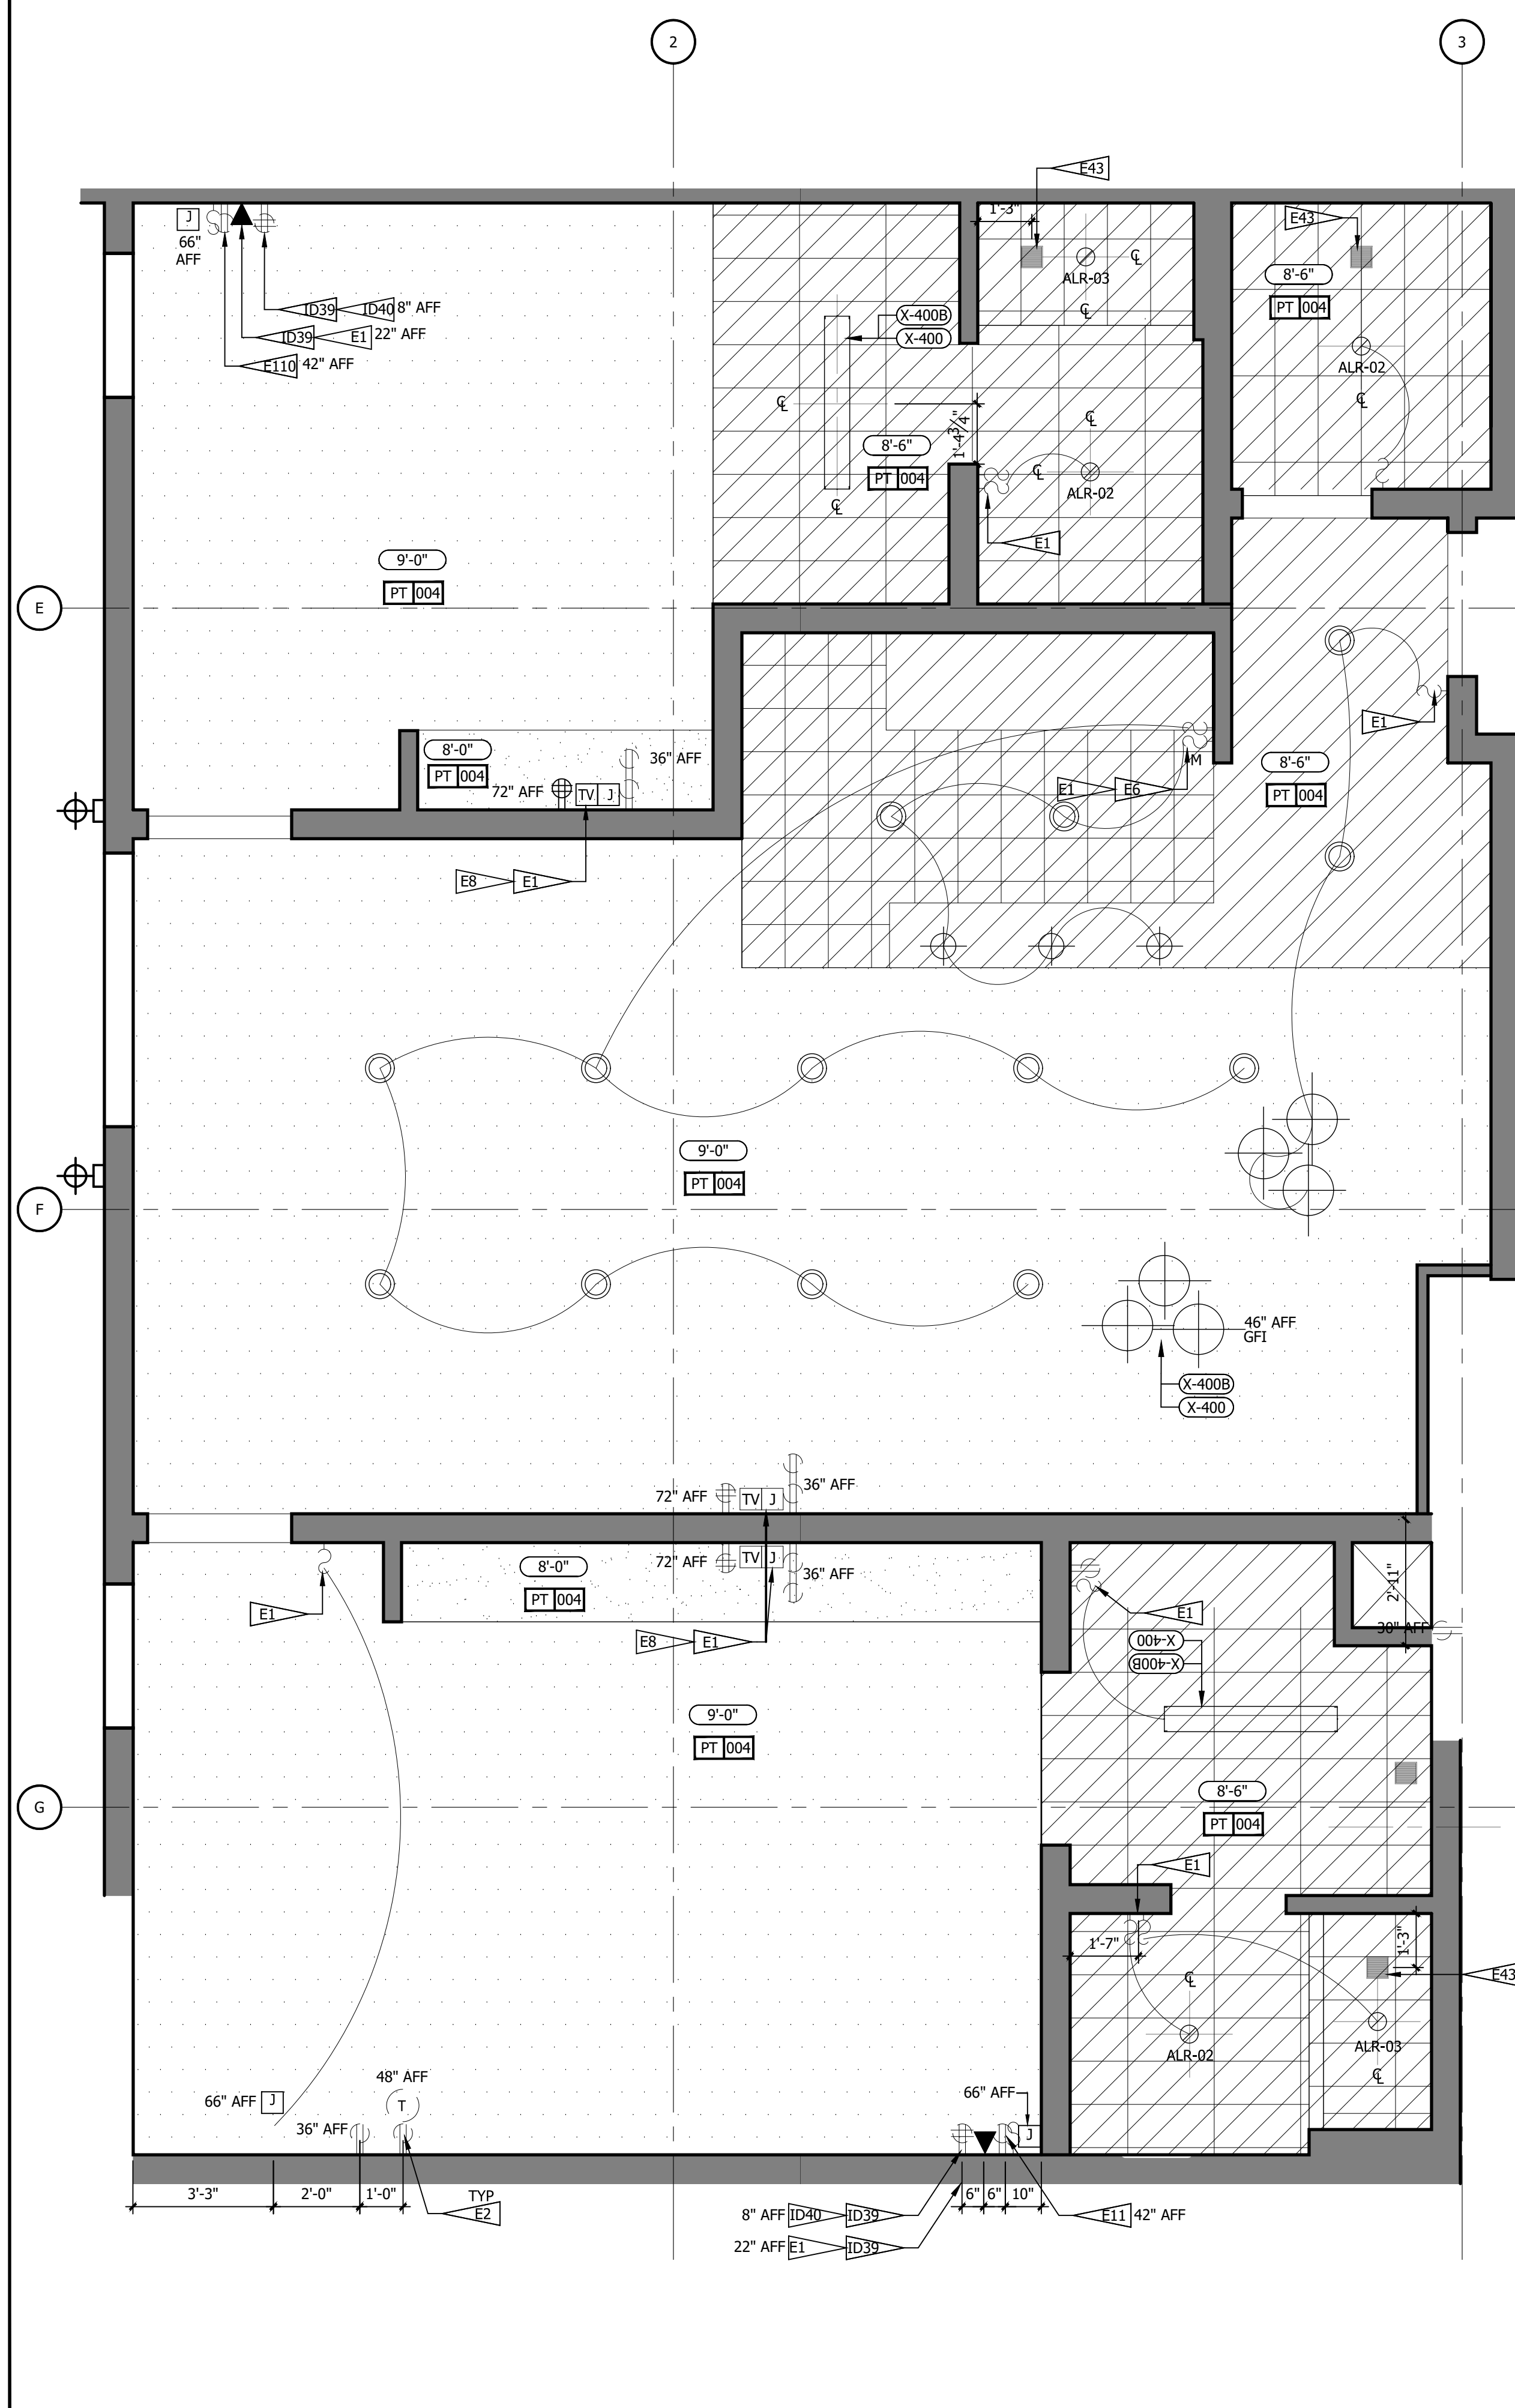 2
3
E43
1'-3"
E43
J
66"
AFF
ALR-03
8'-6"
PT 004
ID39 ID40 8" AFF
ID39 E1 22" AFF
E110 42" AFF
X-400B
X-400
ALR-02
1'-4 3/4"
8'-6"
PT 004
ALR-02
E1
9'-0"
PT 004
E
E1
8'-0"
PT 004
36" AFF
72" AFF
TV J
M
E1 E6
8'-6"
PT 004
E8 E1
9'-0"
PT 004
F
46" AFF
GFI
X-400B
X-400
72" AFF
TV J
36" AFF
72" AFF
TV J
36" AFF
8'-0"
PT 004
2'-11"
E1
E1
30" AFF
E8 E1
X-400
X-400B
9'-0"
PT 004
8'-6"
PT 004
G
E1
1'-7"
1'-3"
E43
ALR-02
ALR-03
48" AFF
T
66" AFF
J
36" AFF
66" AFF
J
3'-3"
2'-0"
1'-0"
TYP
E2
6"
6"
10"
8" AFF ID40 ID39
E11 42" AFF
22" AFF E1 ID39